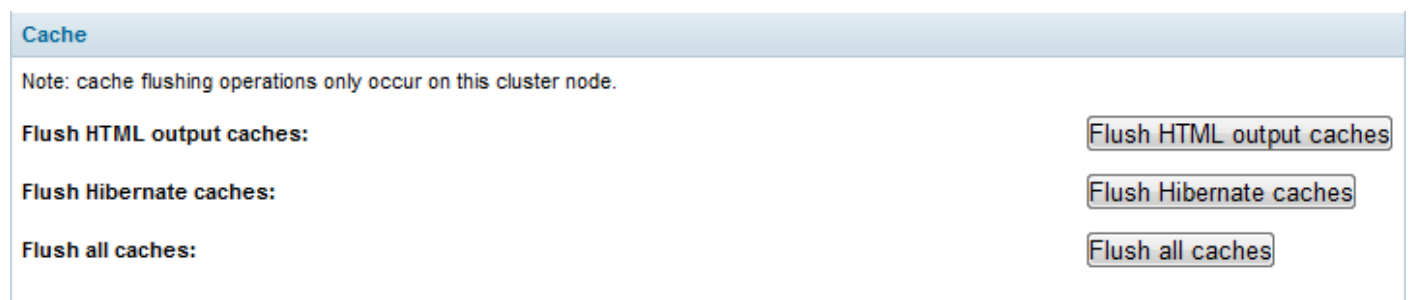 Cache
Note: cache flushing operations only occur on this cluster node.
Flush HTML output caches: Flush HTML output caches
Flush Hibernate caches: Flush Hibernate caches
Flush all caches: Flush all caches